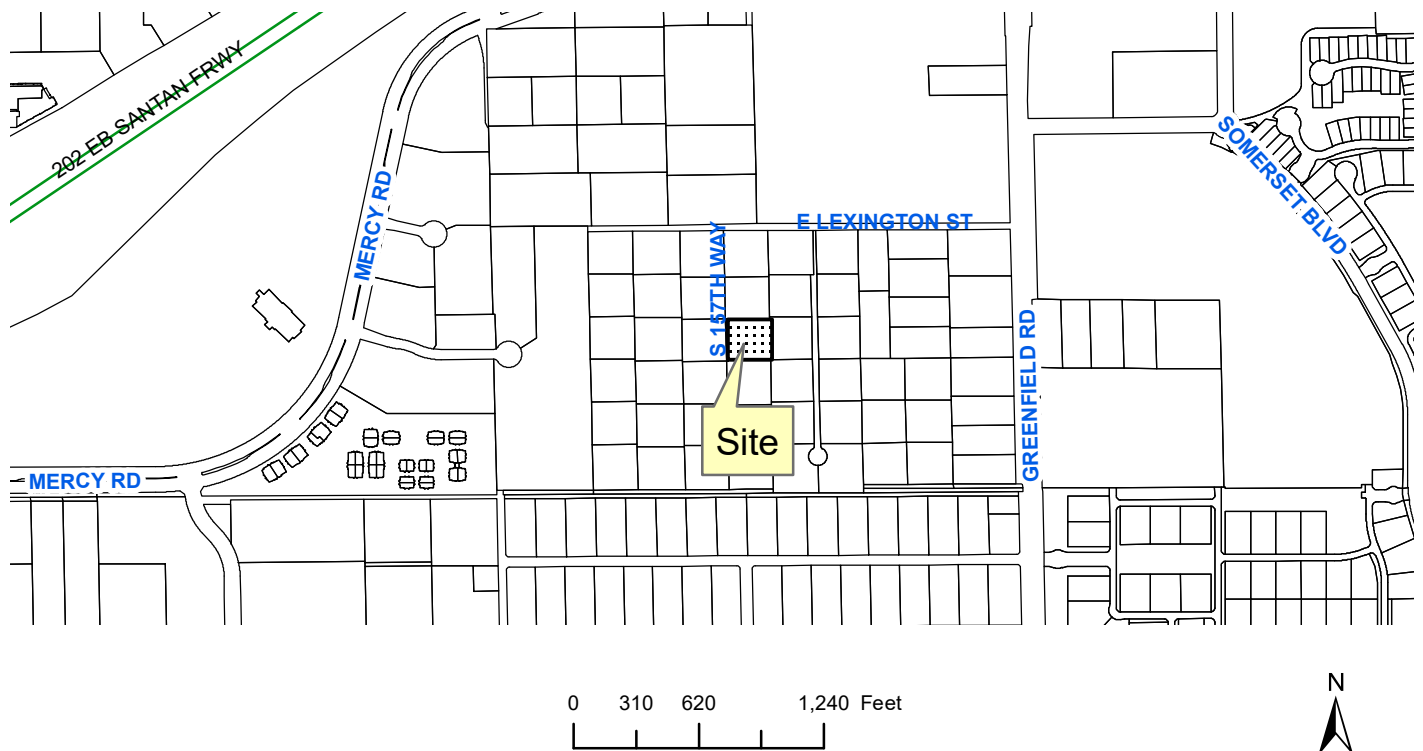 202 EB SANTAN FRWY
SOMERSET BLVD
MERCY RD
E LEXINGTON ST
S 157TH WAY
GREENFIELD RD
Site
MERCY RD
N
0 310 620 1,240 Feet